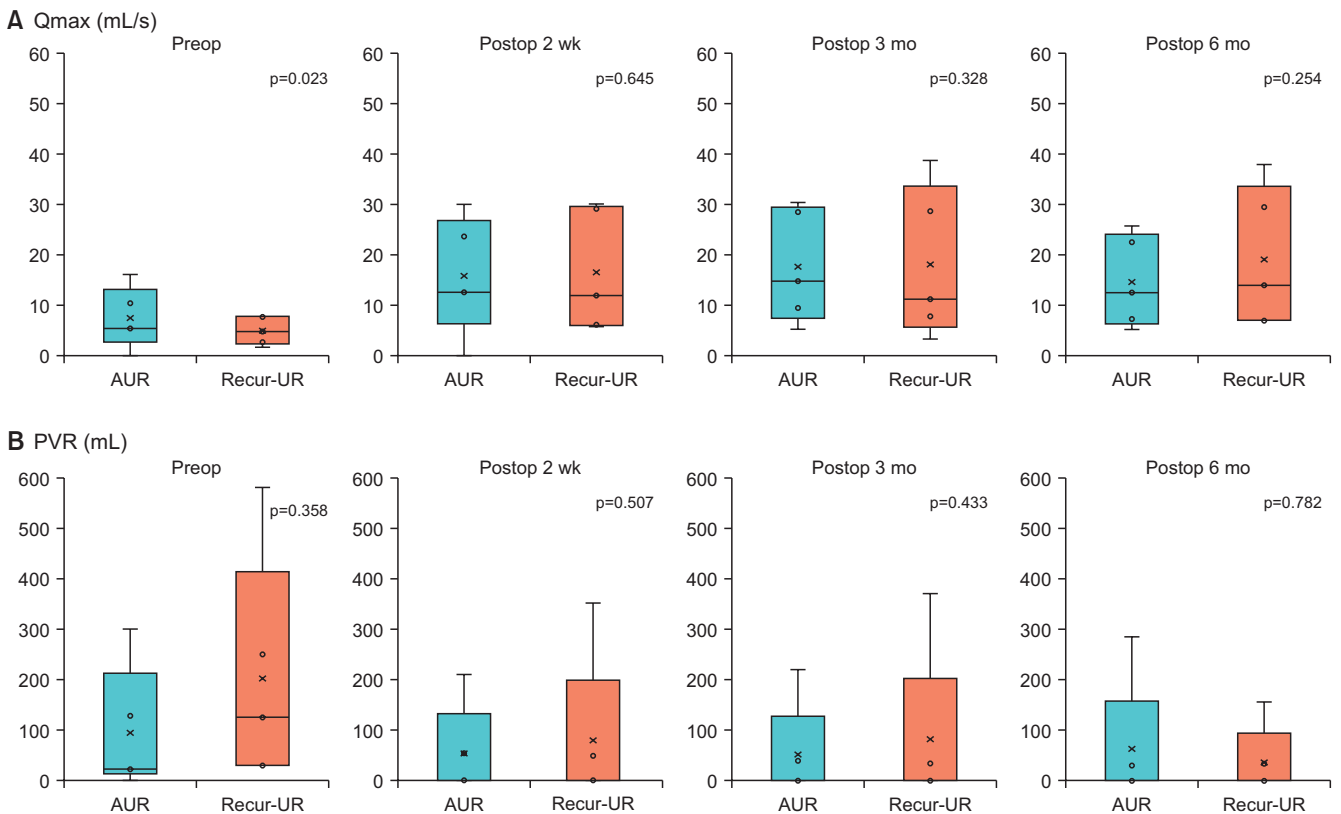 A Qmax (mL/s)
Preop
Postop 2 wk
Postop 3 mo
Postop 6 mo
60
50
40
30
20
10
0
p=0.023
AUR
Recur-UR
60
50
40
30
20
10
0
p=0.645
AUR
Recur-UR
60
50
40
30
20
10
0
p=0.328
AUR
Recur-UR
60
50
40
30
20
10
0
p=0.254
AUR
Recur-UR
B PVR (mL)
Preop
Postop 2 wk
Postop 3 mo
Postop 6 mo
600
500
400
300
200
100
0
p=0.358
AUR
Recur-UR
600
500
400
300
200
100
0
p=0.507
AUR
Recur-UR
600
500
400
300
200
100
0
p=0.433
AUR
Recur-UR
600
500
400
300
200
100
0
p=0.782
AUR
Recur-UR